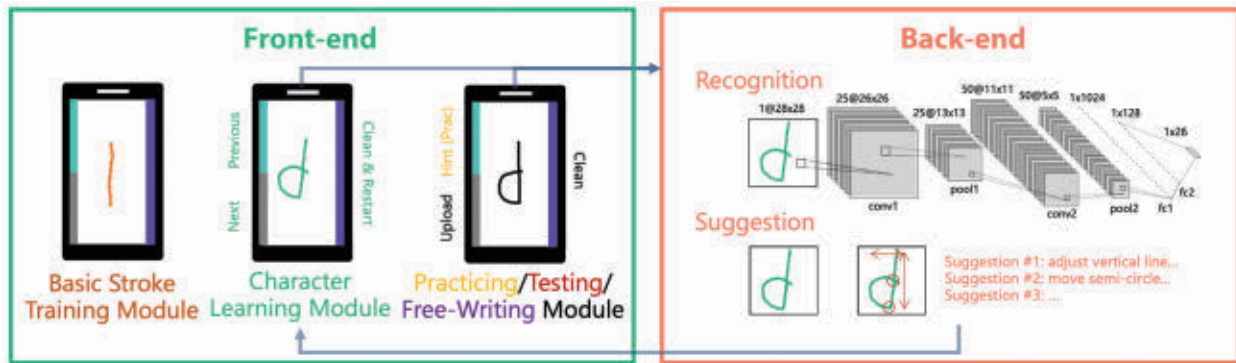 Front-end
Previous
Next
Clean & Restart
Hint (Prac)
Upload
Clean
Basic Stroke
Training Module
Character
Learning Module
Practicing/Testing/
Free-Writing Module
Back-end
Recognition
1@28x28
25@26x26
25@13x13
50@11x11
50@5x5
1x1024
1x128
1x26
conv1
pool1
conv2
pool2
fc1
fc2
Suggestion
Suggestion #1: adjust vertical line...
Suggestion #2: move semi-circle...
Suggestion #3: ...